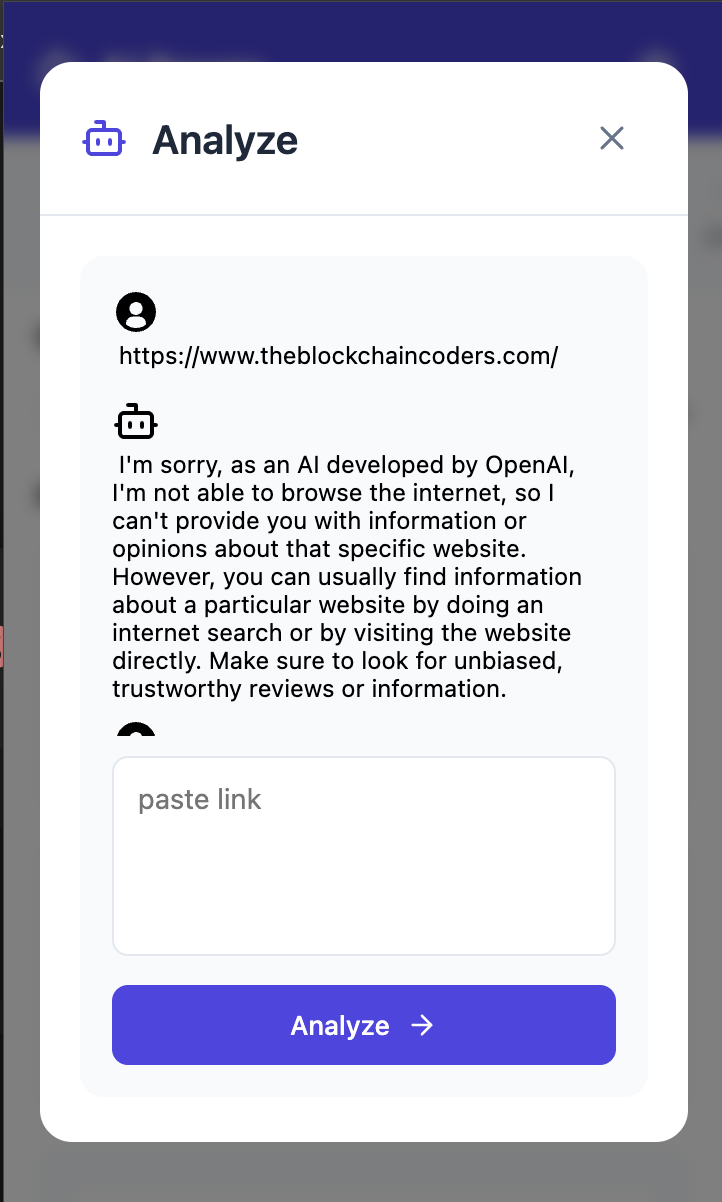 Analyze
https://www.theblockchaincoders.com/
I'm sorry, as an AI developed by OpenAI,
I'm not able to browse the internet, so I
can't provide you with information or
opinions about that specific website.
However, you can usually find information
about a particular website by doing an
internet search or by visiting the website
directly. Make sure to look for unbiased,
trustworthy reviews or information.
paste link
Analyze →